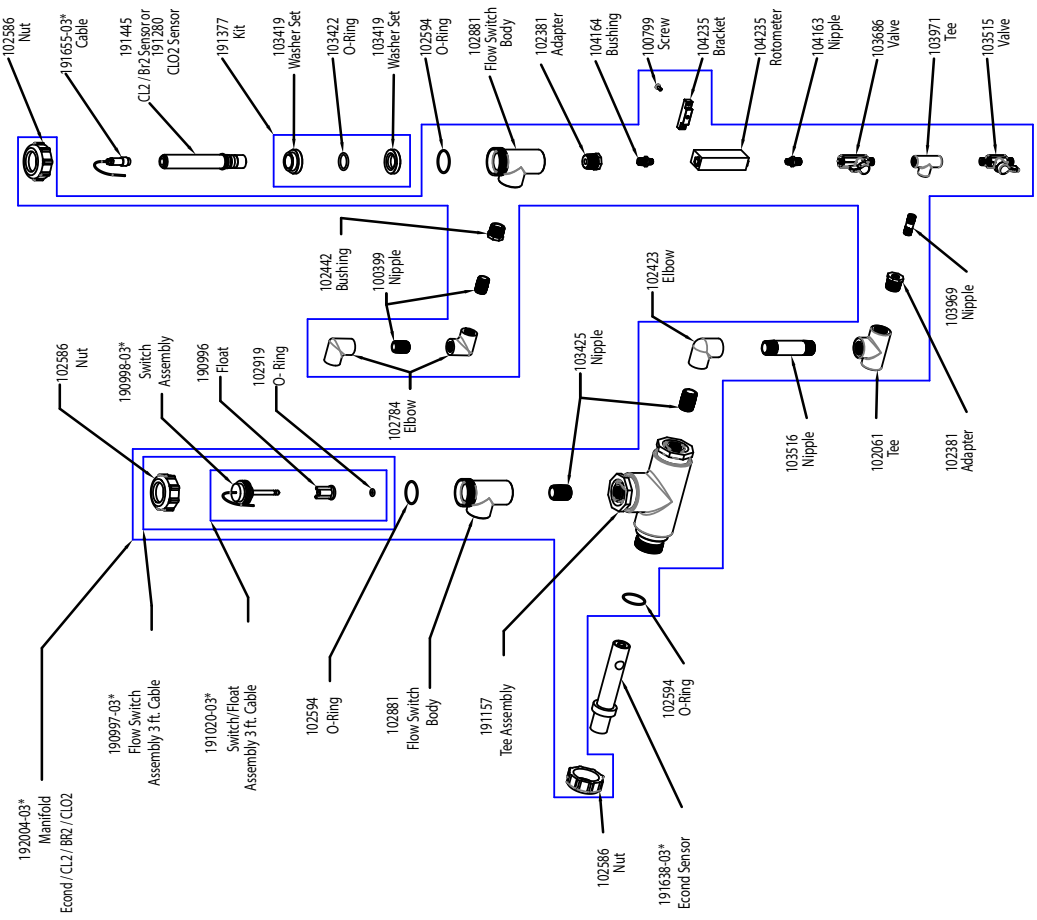 102586
Nut
191655-03*
Cable
191445
CL2 / Br2 Sensor or
191280
CLO2 Sensor
191377
Kit
103419
Washer Set
103422
O-Ring
103419
Washer Set
102594
O-Ring
102881
Flow Switch
Body
102381
Adapter
104164
Bushing
100799
Screw
104235
Bracket
104235
Rotometer
104163
Nipple
103686
Valve
103971
Tee
103515
Valve
102442
Bushing
100399
Nipple
102784
Elbow
102423
Elbow
103969
Nipple
102586
Nut
190998-03*
Switch
Assembly
190996
Float
102919
O- Ring
103425
Nipple
103516
Nipple
102061
Tee
102381
Adapter
192004-03*
Manifold
Econd / CL2 / BR2 / CLO2
190997-03*
Flow Switch
Assembly 3 ft. Cable
191020-03*
Switch/Float
Assembly 3 ft. Cable
102594
O-Ring
102881
Flow Switch
Body
191157
Tee Assembly
102594
O-Ring
102586
Nut
191638-03*
Econd Sensor